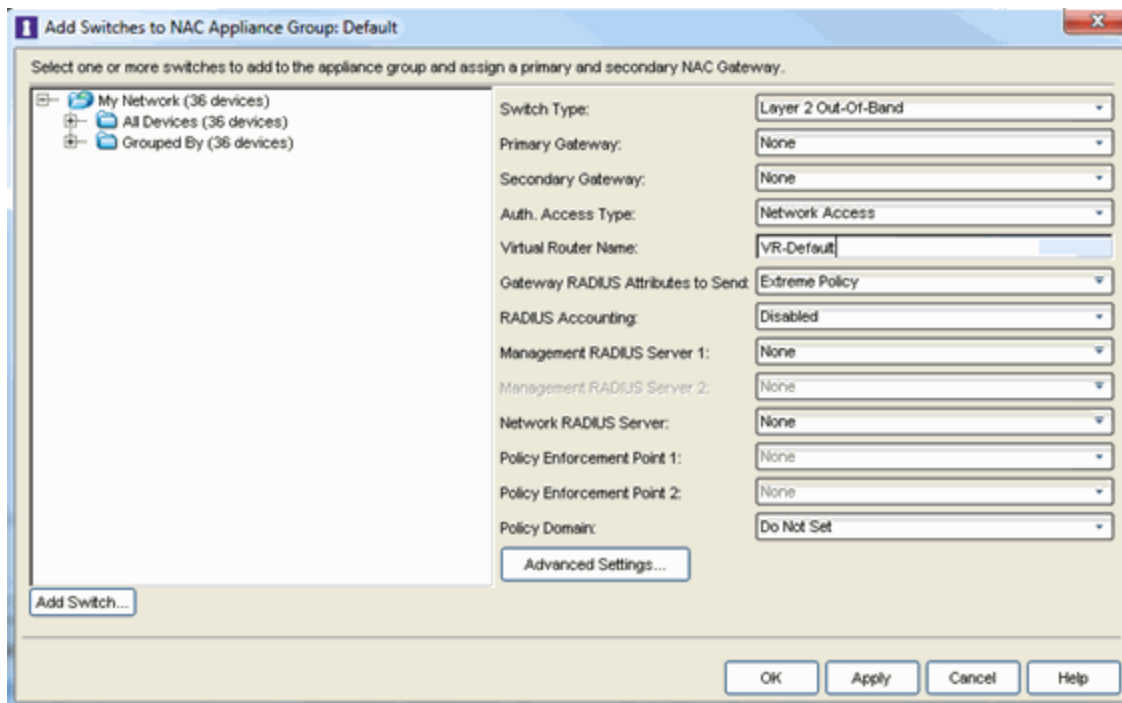 Add Switches to NAC Appliance Group: Default
Select one or more switches to add to the appliance group and assign a primary and secondary NAC Gateway.
My Network (36 devices)
All Devices (36 devices)
Grouped By (36 devices)
Switch Type: Layer 2 Out-Of-Band
Primary Gateway: None
Secondary Gateway: None
Auth. Access Type: Network Access
Virtual Router Name: VR-Default
Gateway RADIUS Attributes to Send: Extreme Policy
RADIUS Accounting: Disabled
Management RADIUS Server 1: None
Management RADIUS Server 2: None
Network RADIUS Server: None
Policy Enforcement Point 1: None
Policy Enforcement Point 2: None
Policy Domain: Do Not Set
Advanced Settings...
Add Switch...
OK Apply Cancel Help